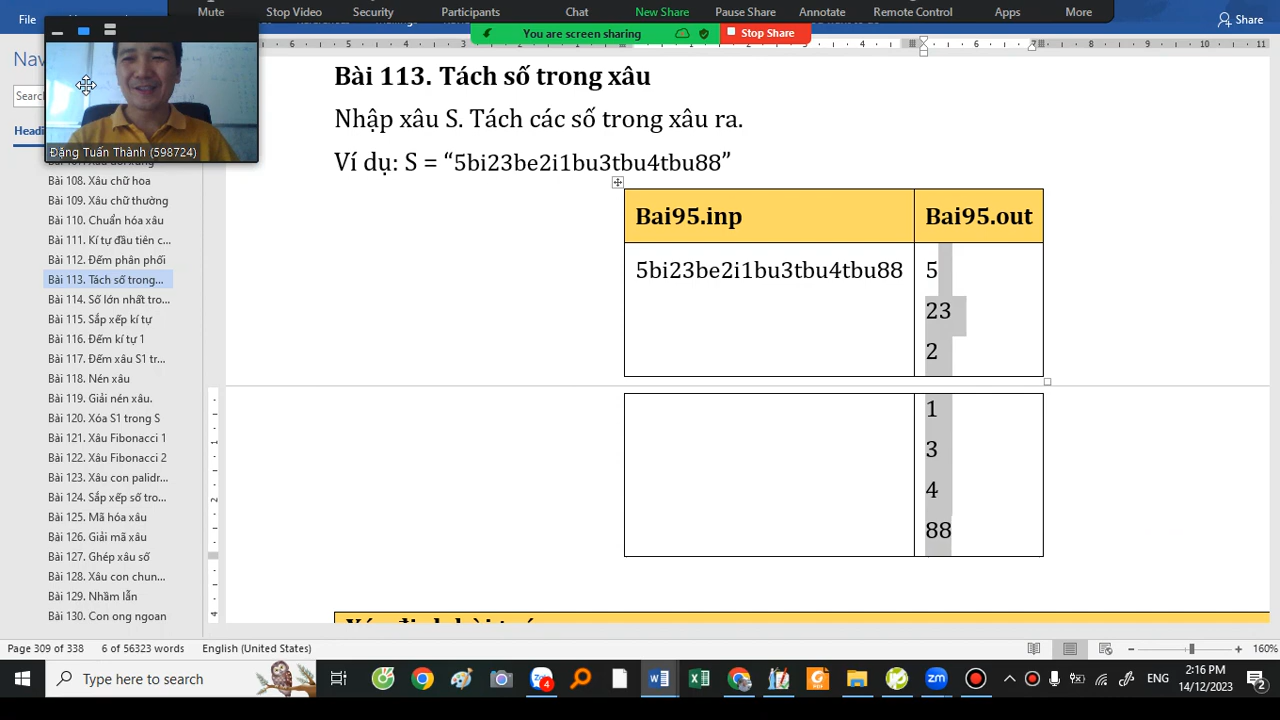 Mute
Stop Video
Security
Participants
Chat
New Share
Pause Share
Annotate
Remote Control
Apps
More
You are screen sharing
Stop Share
File
Share
Search
Đặng Tuấn Thành (598724)
Bài 108. Xâu chữ hoa
Bài 109. Xâu chữ thường
Bài 110. Chuẩn hóa xâu
Bài 111. Kí tự đầu tiên c...
Bài 112. Đếm phân phối
Bài 113. Tách số trong...
Bài 114. Số lớn nhất tro...
Bài 115. Sắp xếp kí tự
Bài 116. Đếm kí tự 1
Bài 117. Đếm xâu S1 tr...
Bài 118. Nén xâu
Bài 119. Giải nén xâu.
Bài 120. Xóa S1 trong S
Bài 121. Xâu Fibonacci 1
Bài 122. Xâu Fibonacci 2
Bài 123. Xâu con palidr...
Bài 124. Sắp xếp số tro...
Bài 125. Mã hóa xâu
Bài 126. Giải mã xâu
Bài 127. Ghép xâu số
Bài 128. Xâu con chun...
Bài 129. Nhầm lẫn
Bài 130. Con ong ngoan
Bài 113. Tách số trong xâu
Nhập xâu S. Tách các số trong xâu ra.
Ví dụ: S = “5bi23be2i1bu3tbu4tbu88”
Bai95.inp
Bai95.out
5bi23be2i1bu3tbu4tbu88
5
23
2
1
3
4
88
Page 309 of 338
6 of 56323 words
English (United States)
160%
Type here to search
ENG
2:16 PM
14/12/2023